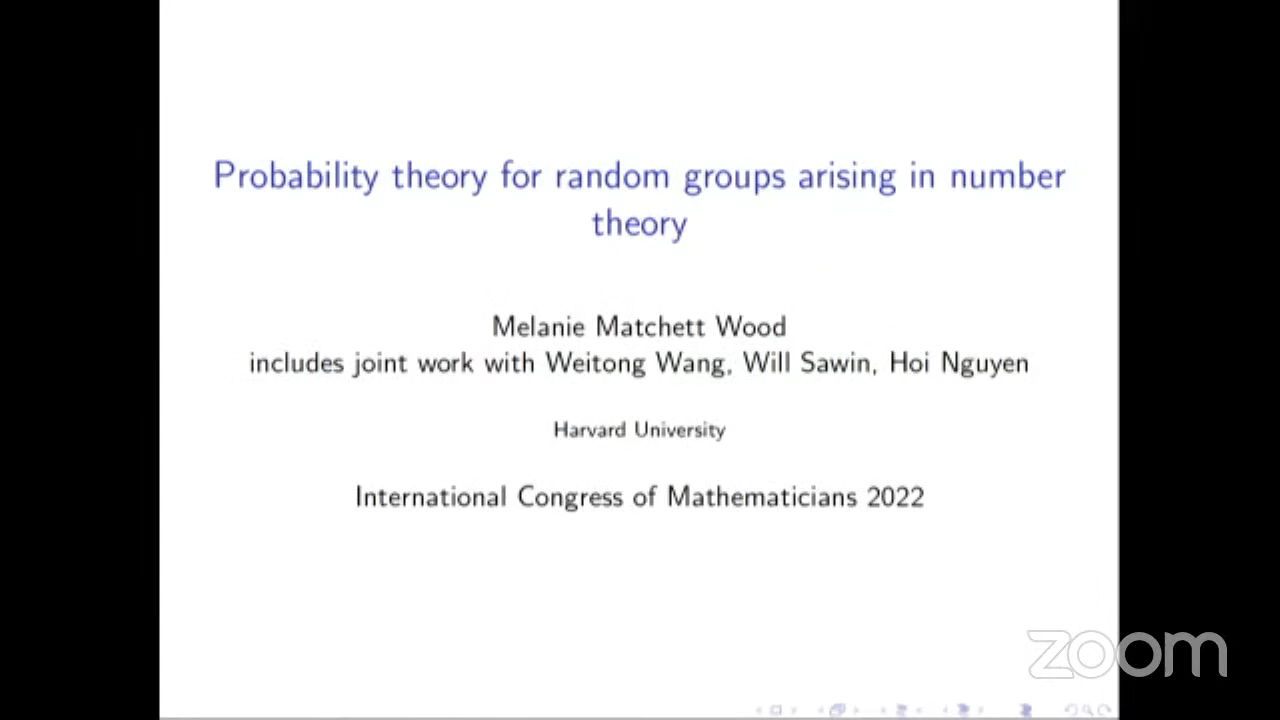 Probability theory for random groups arising in number
theory
Melanie Matchett Wood
includes joint work with Weitong Wang, Will Sawin, Hoi Nguyen
Harvard University
International Congress of Mathematicians 2022
zoom